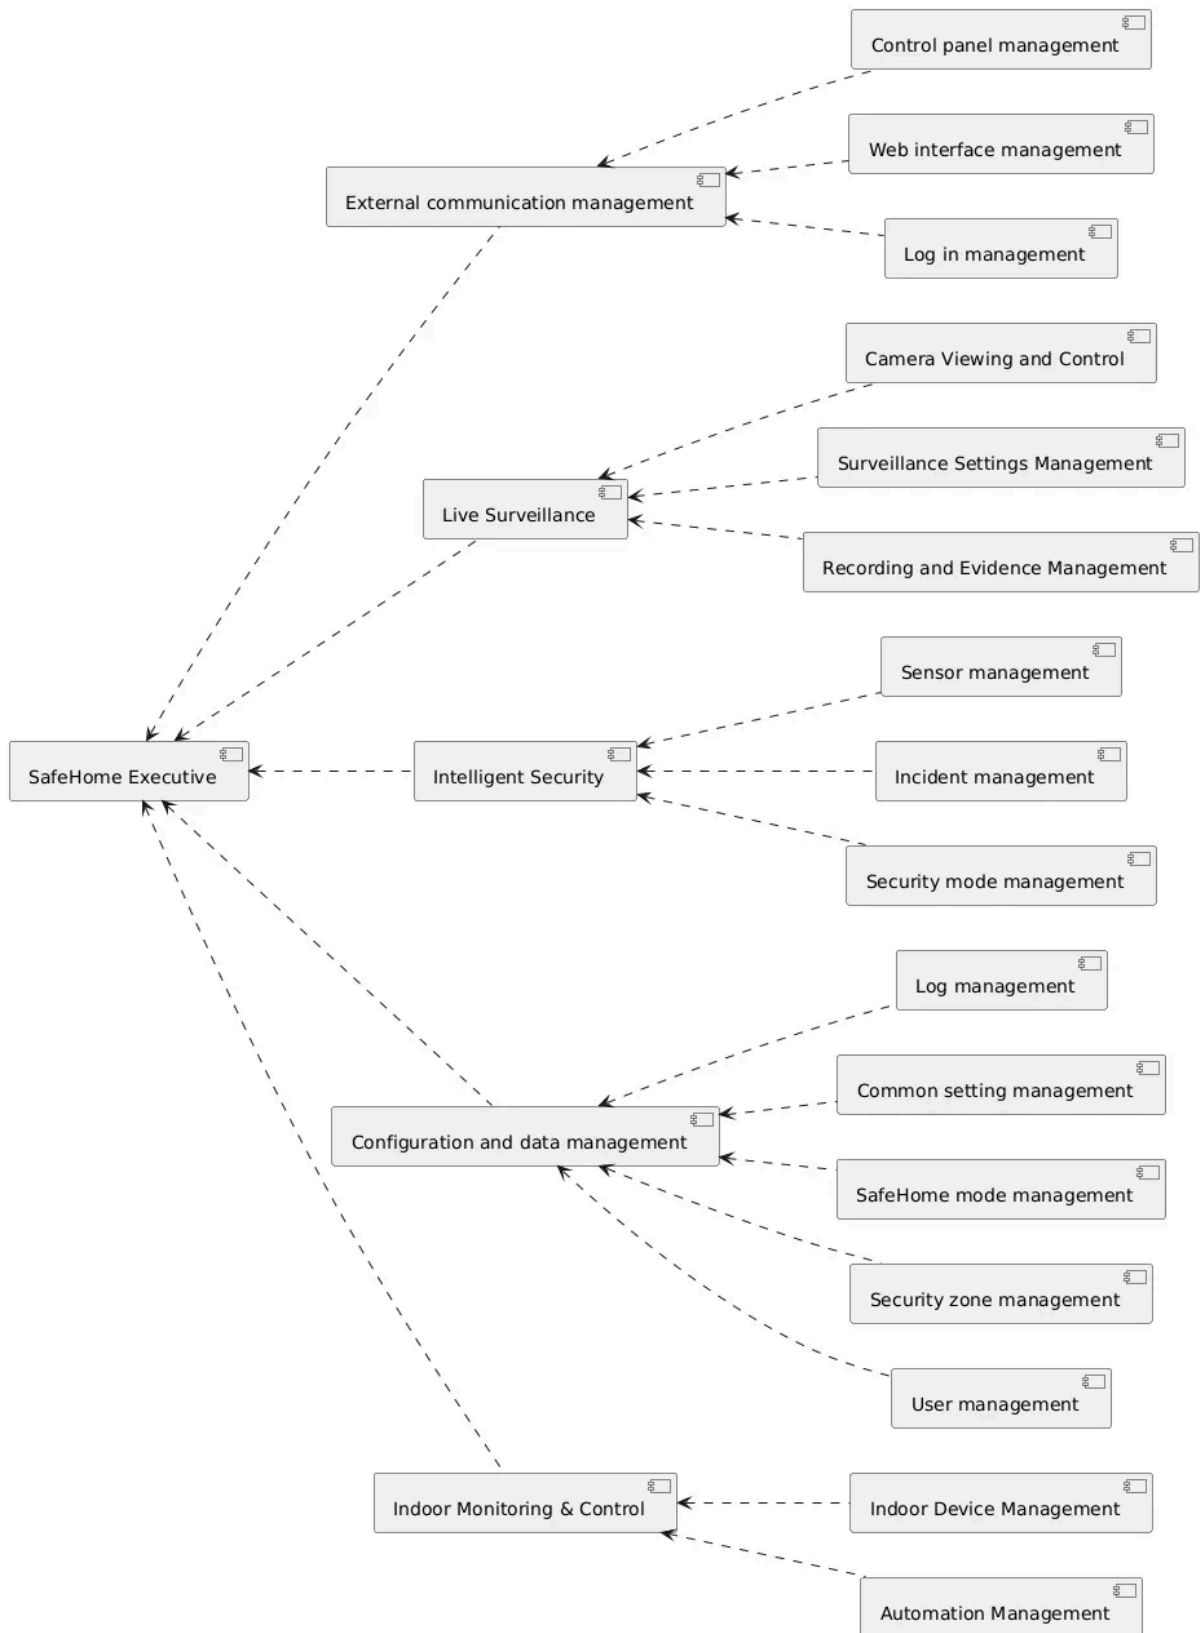 Control panel management
Web interface management
External communication management
Log in management
Camera Viewing and Control
Surveillance Settings Management
Live Surveillance
Recording and Evidence Management
Sensor management
SafeHome Executive
Intelligent Security
Incident management
Security mode management
Log management
Common setting management
Configuration and data management
SafeHome mode management
Security zone management
User management
Indoor Monitoring & Control
Indoor Device Management
Automation Management